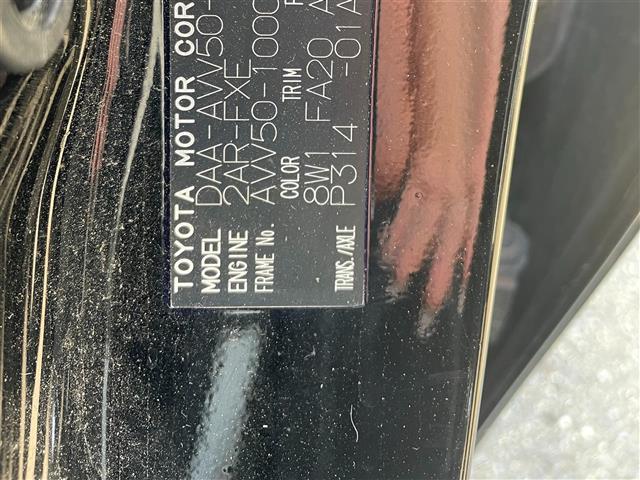 TOYOTA MOTOR COR
MODEL DAA-AVV50-
ENGINE 2AR-FXE
FRAME No. AVV50-1000
COLOR TRIM
8W1 FA20
TRANS./AXLE P314 -01A